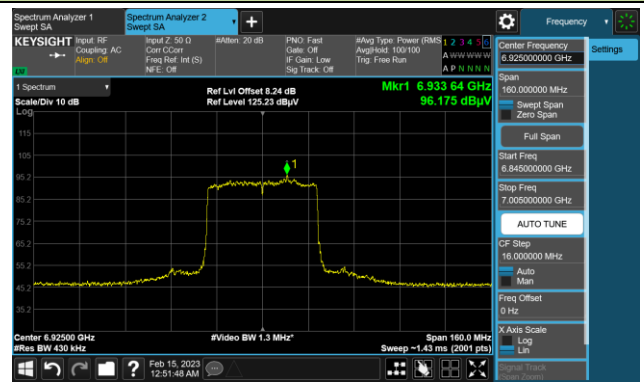 Spectrum Analyzer 1
Swept SA
Spectrum Analyzer 2
Swept SA
Frequency
KEYSIGHT
Input: RF
Coupling: AC
Align: Off
Input Z: 50 Ω
Corr CCorr
Freq Ref: Int (S)
NFE: Off
#Atten: 20 dB
PNO: Fast
Gate: Off
IF Gain: Low
Sig Track: Off
#Avg Type: Power (RMS
Avg|Hold: 100/100
Trig: Free Run
1 2 3 4 5 6
A W W W W W
A P N N N N
LV
1 Spectrum
Scale/Div 10 dB
Log
Ref Lvl Offset 8.24 dB
Ref Level 125.23 dBµV
Mkr1 6.933 64 GHz
96.175 dBµV
115
105
95.2
85.2
75.2
65.2
55.2
45.2
35.2
1
Center 6.92500 GHz
#Res BW 430 kHz
#Video BW 1.3 MHz*
Span 160.0 MHz
Sweep ~1.43 ms (2001 pts)
Feb 15, 2023
12:51:48 AM
Center Frequency
6.925000000 GHz
Settings
Span
160.000000 MHz
Swept Span
Zero Span
Full Span
Start Freq
6.845000000 GHz
Stop Freq
7.005000000 GHz
AUTO TUNE
CF Step
16.000000 MHz
Auto
Man
Freq Offset
0 Hz
X Axis Scale
Log
Lin
Signal Track
(Span Zoom)